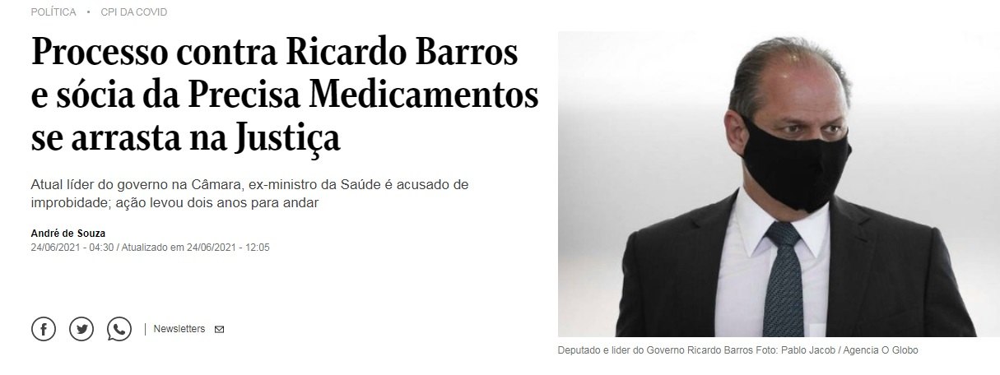 POLÍTICA • CPI DA COVID
Processo contra Ricardo Barros
e sócia da Precisa Medicamentos
se arrasta na Justiça
Atual líder do governo na Câmara, ex-ministro da Saúde é acusado de
improbidade; ação levou dois anos para andar
André de Souza
24/06/2021 - 04:30 / Atualizado em 24/06/2021 - 12:05
Newsletters
Deputado e lider do Governo Ricardo Barros Foto: Pablo Jacob / Agencia O Globo